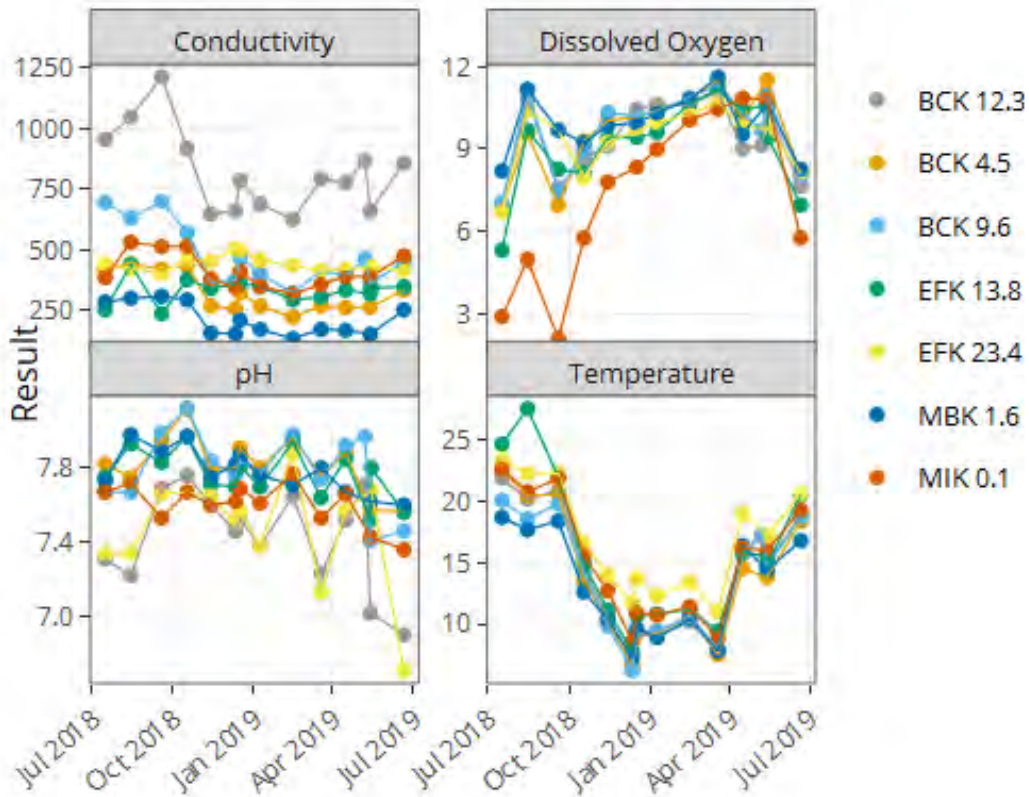 Conductivity
Dissolved Oxygen
1250
1000
750
500
250
12
9
6
3
Result
pH
Temperature
7.8
7.4
7.0
25
20
15
10
Jul 2018
Oct 2018
Jan 2019
Apr 2019
Jul 2019
Jul 2018
Oct 2018
Jan 2019
Apr 2019
Jul 2019
BCK 12.3
BCK 4.5
BCK 9.6
EFK 13.8
EFK 23.4
MBK 1.6
MIK 0.1